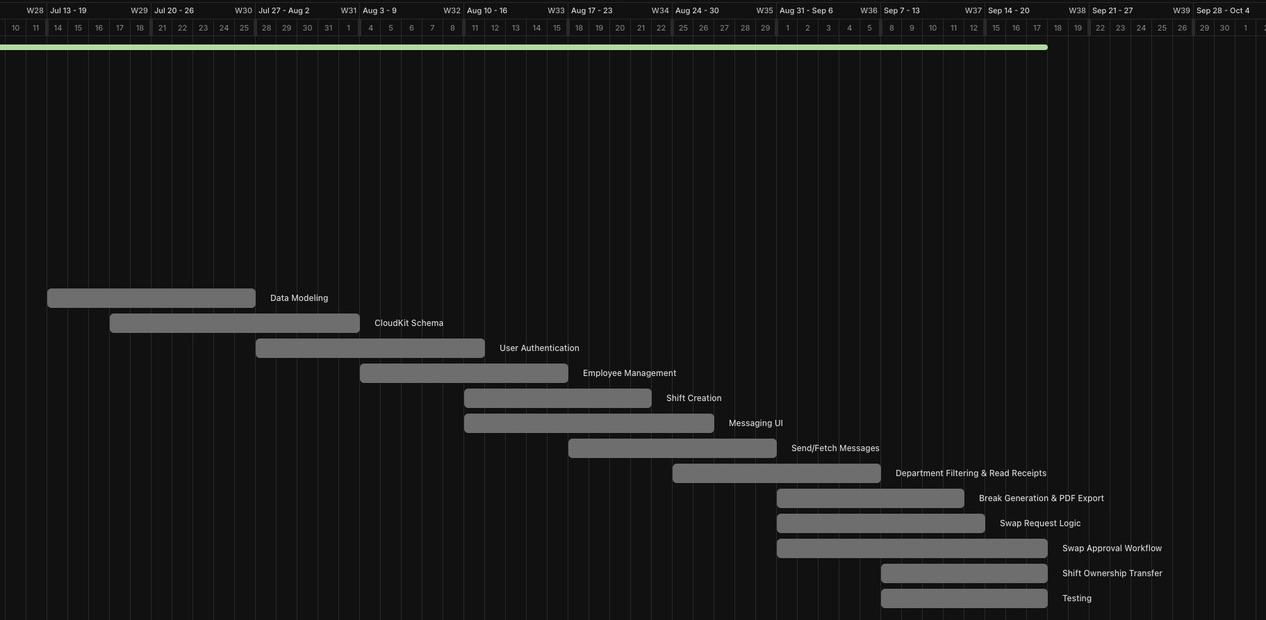 W28 Jul 13 - 19 W29 Jul 20 - 26 W30 Jul 27 - Aug 2 W31 Aug 3 - 9 W32 Aug 10 - 16 W33 Aug 17 - 23 W34 Aug 24 - 30 W35 Aug 31 - Sep 6 W36 Sep 7 - 13 W37 Sep 14 - 20 W38 Sep 21 - 27 W39 Sep 28 - Oct 4
10 11 14 15 16 17 18 21 22 23 24 25 28 29 30 31 1 4 5 6 7 8 11 12 13 14 15 18 19 20 21 22 25 26 27 28 29 1 2 3 4 5 8 9 10 11 12 15 16 17 18 19 22 23 24 25 26 29 30 1
Data Modeling
CloudKit Schema
User Authentication
Employee Management
Shift Creation
Messaging UI
Send/Fetch Messages
Department Filtering & Read Receipts
Break Generation & PDF Export
Swap Request Logic
Swap Approval Workflow
Shift Ownership Transfer
Testing